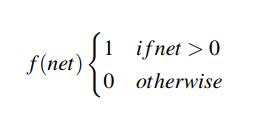 1 if net > 0
f(net) {
0 otherwise